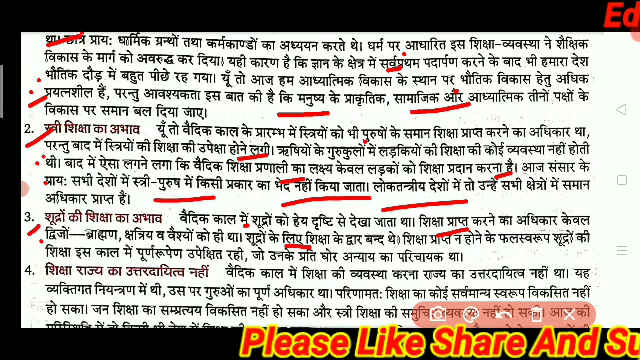 Ed
था। छात्र प्राय: धार्मिक ग्रन्थों तथा कर्मकाण्डों का अध्ययन करते थे। धर्म पर आधारित इस शिक्षा-व्यवस्था ने शैक्षिक
विकास के मार्ग को अवरुद्ध कर दिया। यही कारण है कि ज्ञान के क्षेत्र में सर्वप्रथम पदार्पण करने के बाद भी हमारा देश
भौतिक दौड़ में बहुत पीछे रह गया। यूँ तो आज हम आध्यात्मिक विकास के स्थान पर भौतिक विकास हेतु अधिक
प्रयत्नशील हैं, परन्तु आवश्यकता इस बात की है कि मनुष्य के प्राकृतिक, सामाजिक और आध्यात्मिक तीनों पक्षों के
विकास पर समान बल दिया जाए।
2. स्त्री शिक्षा का अभाव यूँ तो वैदिक काल के प्रारम्भ में स्त्रियों को भी पुरुषों के समान शिक्षा प्राप्त करने का अधिकार था,
परन्तु बाद में स्त्रियों की शिक्षा की उपेक्षा होने लगी। ऋषियों के गुरुकुलों में लड़कियों की शिक्षा की कोई व्यवस्था नहीं होती
थी। बाद में ऐसा लगने लगा कि वैदिक शिक्षा प्रणाली का लक्ष्य केवल लड़कों को शिक्षा प्रदान करना है। आज संसार के
प्राय: सभी देशों में स्त्री-पुरुष में किसी प्रकार का भेद नहीं किया जाता। लोकतन्त्रीय देशों में तो उन्हें सभी क्षेत्रों में समान
अधिकार प्राप्त हैं।
3. शूद्रों की शिक्षा का अभाव वैदिक काल में शूद्रों को हेय दृष्टि से देखा जाता था। शिक्षा प्राप्त करने का अधिकार केवल
द्विजों— ब्राह्मण, क्षत्रिय व वैश्यों को ही था। शूद्रों के लिए शिक्षा के द्वार बन्द थे। शिक्षा प्राप्त न होने के फलस्वरूप शूद्रों की
शिक्षा इस काल में पूर्णरूपेण उपेक्षित रही, जो उनके प्रति घोर अन्याय का परिचायक था।
4. शिक्षा राज्य का उत्तरदायित्व नहीं वैदिक काल में शिक्षा की व्यवस्था करना राज्य का उत्तरदायित्व नहीं था। यह
व्यक्तिगत नियन्त्रण में थी, उस पर गुरुओं का पूर्ण अधिकार था। परिणामत: शिक्षा का कोई सर्वमान्य स्वरूप विकसित नहीं
हो सका। जन शिक्षा का सम्प्रत्यय विकसित नहीं हो सका और स्त्री शिक्षा की
Please Like Share And Su